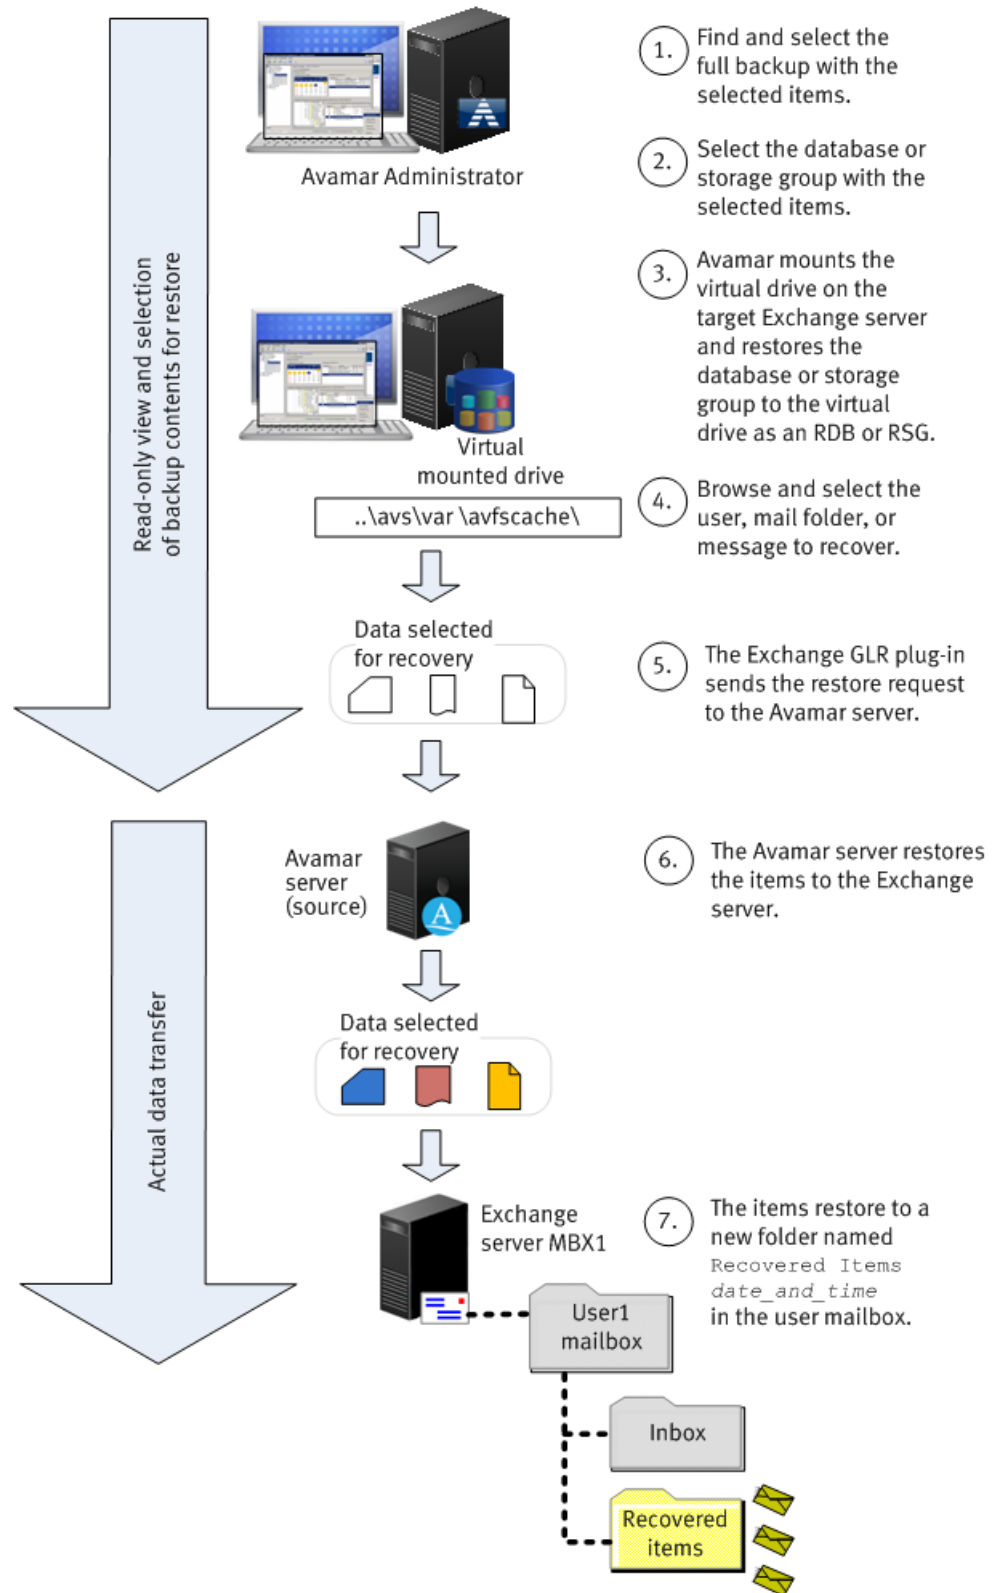 1. Find and select the
full backup with the
selected items.
Avamar Administrator
2. Select the database or
storage group with the
selected items.
Read-only view and selection
of backup contents for restore
3. Avamar mounts the
virtual drive on the
target Exchange server
and restores the
database or storage
group to the virtual
drive as an RDB or RSG.
Virtual
mounted drive
..\avs\var \avfscache\
4. Browse and select the
user, mail folder, or
message to recover.
Data selected
for recovery
5. The Exchange GLR plug-in
sends the restore request
to the Avamar server.
Actual data transfer
Avamar
server
(source)
A
6. The Avamar server restores
the items to the Exchange
server.
Data selected
for recovery
Exchange
server MBX1
7. The items restore to a
new folder named
Recovered Items
date_and_time
in the user mailbox.
User1
mailbox
Inbox
Recovered
items